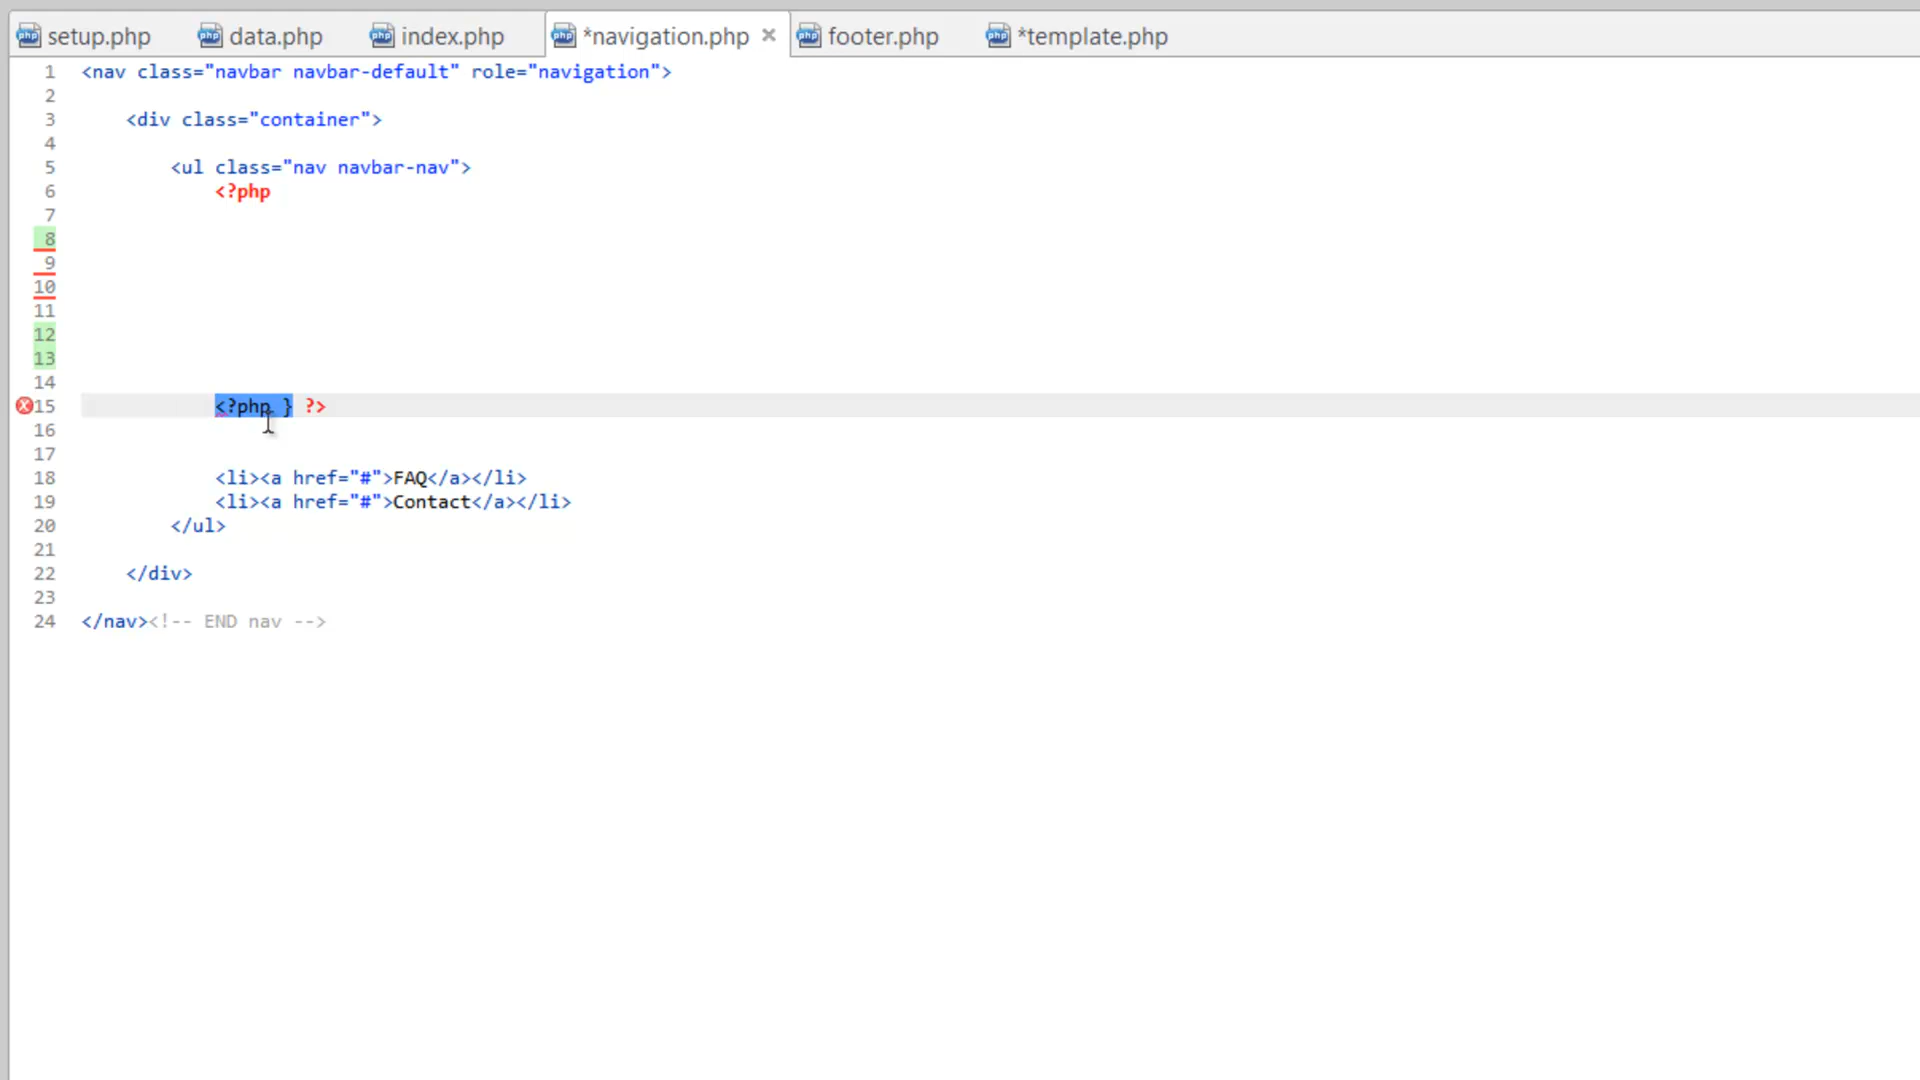 setup.php data.php index.php *navigation.php footer.php *template.php
1 <nav class="navbar navbar-default" role="navigation">
2
3 <div class="container">
4
5 <ul class="nav navbar-nav">
6 <?php
7
8
9
10
11
12
13
14
15 <?php } ?>
16
17
18 <li><a href="#">FAQ</a></li>
19 <li><a href="#">Contact</a></li>
20 </ul>
21
22 </div>
23
24 </nav><!-- END nav -->